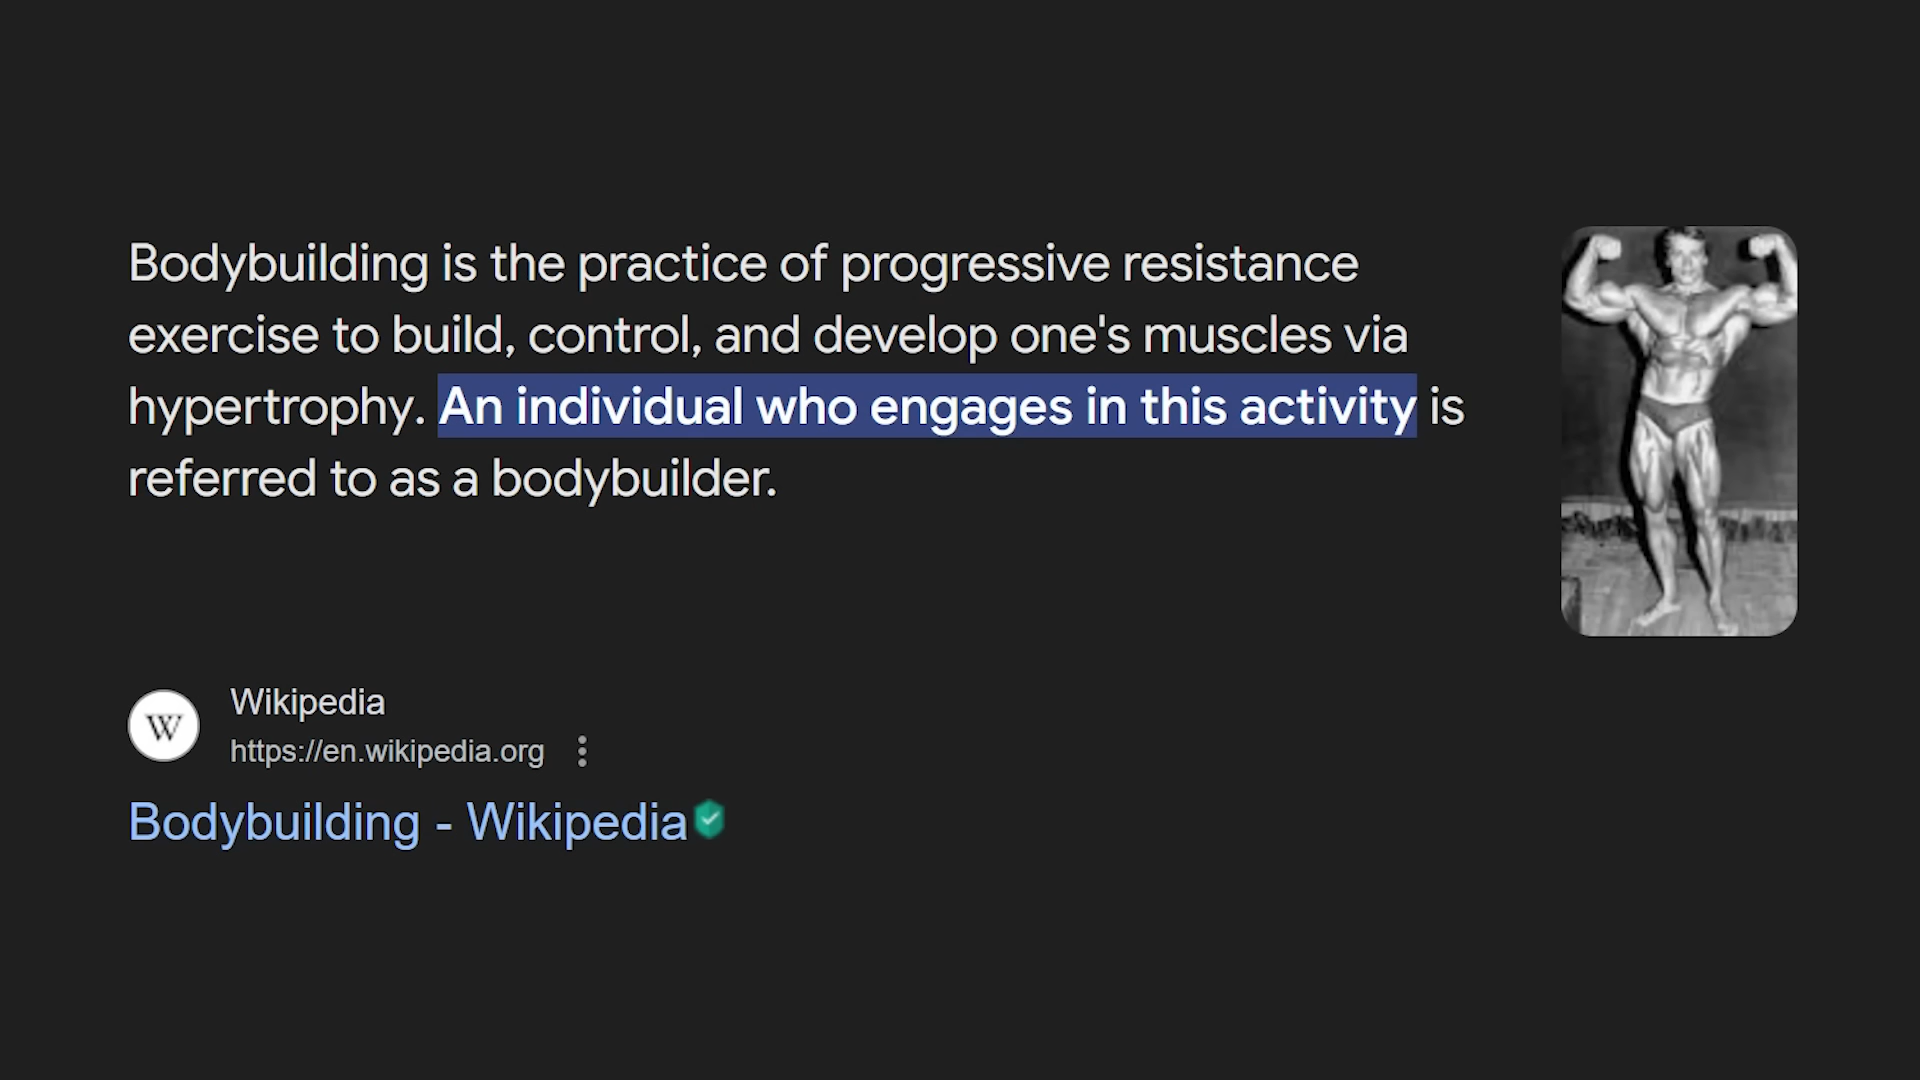 Bodybuilding is the practice of progressive resistance
exercise to build, control, and develop one's muscles via
hypertrophy. An individual who engages in this activity is
referred to as a bodybuilder.
W
Wikipedia
https://en.wikipedia.org
Bodybuilding - Wikipedia